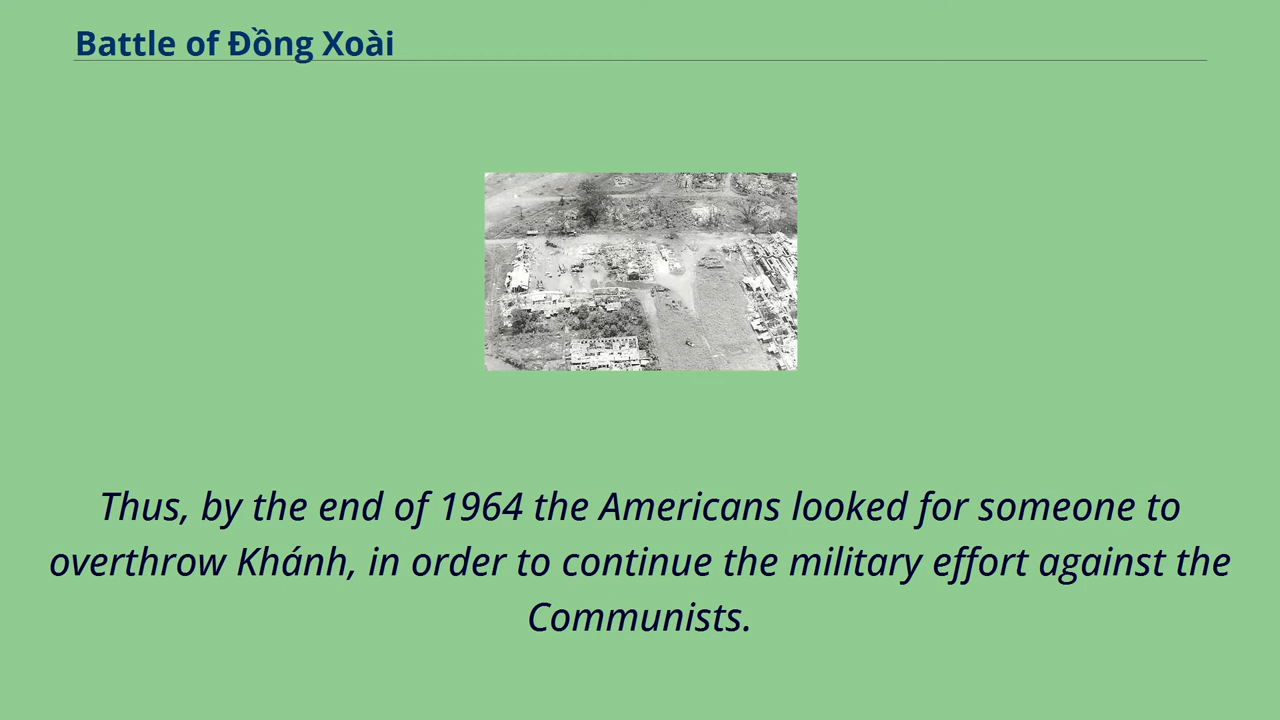 Battle of Đồng Xoài
Thus, by the end of 1964 the Americans looked for someone to
overthrow Khánh, in order to continue the military effort against the
Communists.